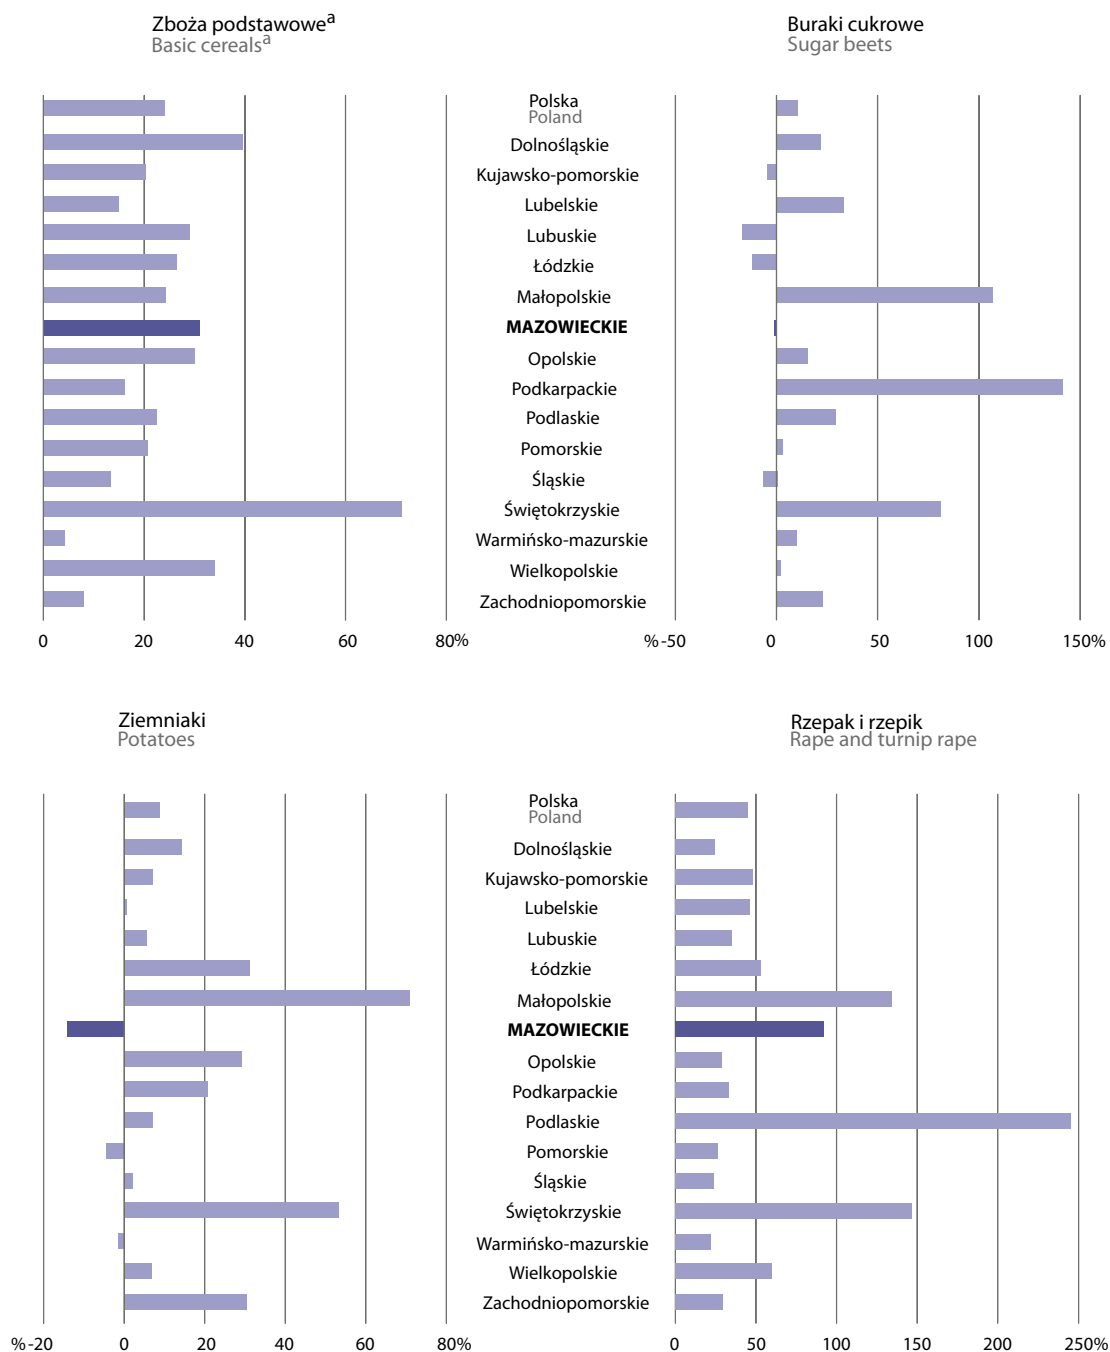 Zboża podstawowea
Basic cerealsa
Buraki cukrowe
Sugar beets
Polska
Poland
Dolnośląskie
Kujawsko-pomorskie
Lubelskie
Lubuskie
Łódzkie
Małopolskie
MAZOWIECKIE
Opolskie
Podkarpackie
Podlaskie
Pomorskie
Śląskie
Świętokrzyskie
Warmińsko-mazurskie
Wielkopolskie
Zachodniopomorskie
0 20 40 60 80%
%-50 0 50 100 150%
Ziemniaki
Potatoes
Rzepak i rzepik
Rape and turnip rape
Polska
Poland
Dolnośląskie
Kujawsko-pomorskie
Lubelskie
Lubuskie
Łódzkie
Małopolskie
MAZOWIECKIE
Opolskie
Podkarpackie
Podlaskie
Pomorskie
Śląskie
Świętokrzyskie
Warmińsko-mazurskie
Wielkopolskie
Zachodniopomorskie
%-20 0 20 40 60 80%
0 50 100 150 200 250%